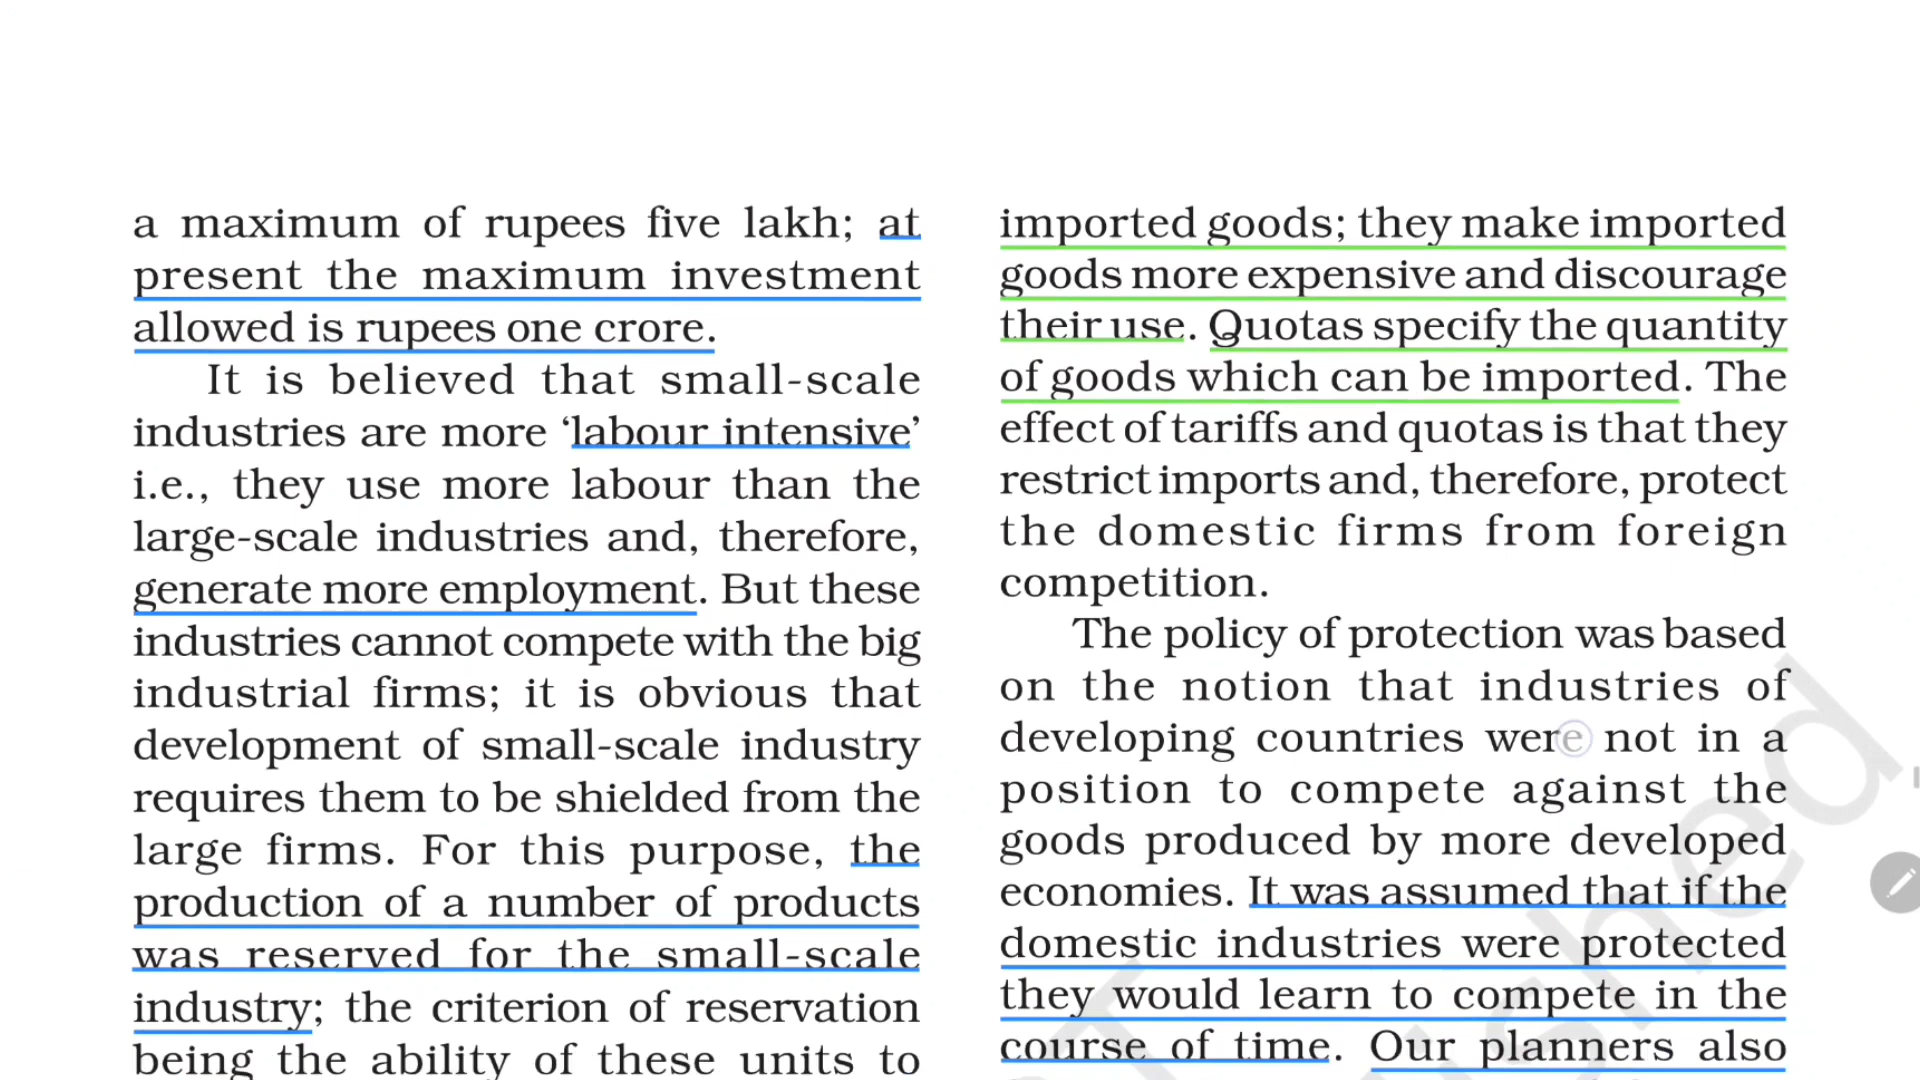 a maximum of rupees five lakh; at
present the maximum investment
allowed is rupees one crore.
It is believed that small-scale
industries are more ‘labour intensive’
i.e., they use more labour than the
large-scale industries and, therefore,
generate more employment. But these
industries cannot compete with the big
industrial firms; it is obvious that
development of small-scale industry
requires them to be shielded from the
large firms. For this purpose, the
production of a number of products
was reserved for the small-scale
industry; the criterion of reservation
being the ability of these units to
imported goods; they make imported
goods more expensive and discourage
their use. Quotas specify the quantity
of goods which can be imported. The
effect of tariffs and quotas is that they
restrict imports and, therefore, protect
the domestic firms from foreign
competition.
The policy of protection was based
on the notion that industries of
developing countries were not in a
position to compete against the
goods produced by more developed
economies. It was assumed that if the
domestic industries were protected
they would learn to compete in the
course of time. Our planners also